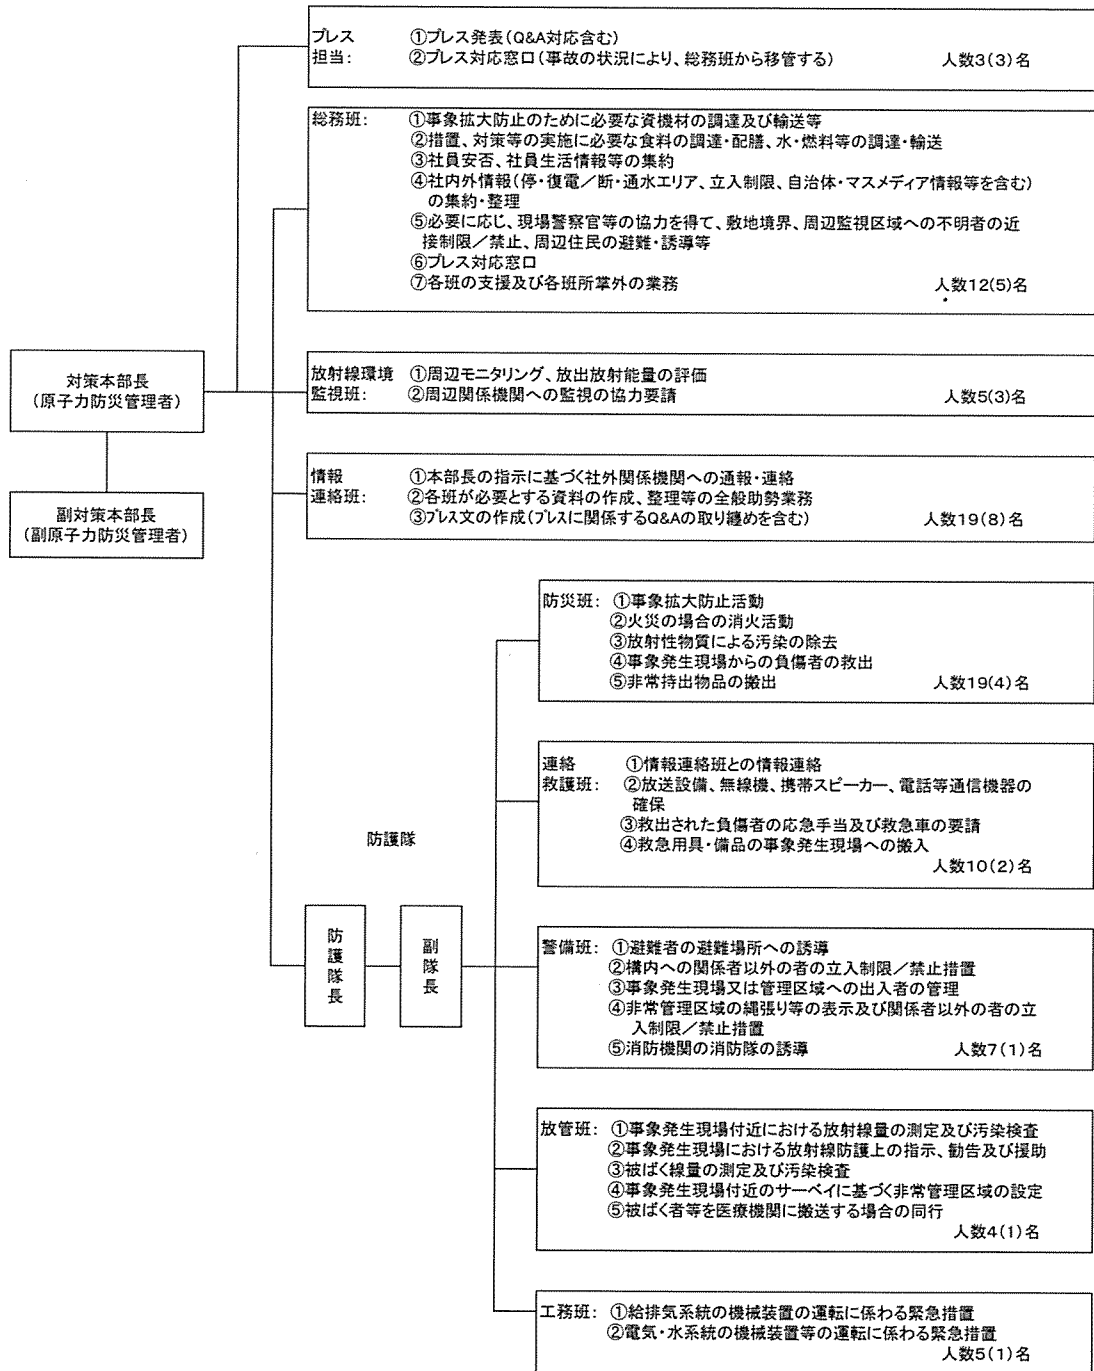 プレス ①プレス発表(Q&A対応含む)
担当: ②プレス対応窓口(事故の状況により、総務班から移管する) 人数3(3)名
総務班: ①事象拡大防止のために必要な資機材の調達及び輸送等
②措置、対策等の実施に必要な食料の調達・配膳、水・燃料等の調達・輸送
③社員安否、社員生活情報等の集約
④社内外情報(停・復電/断・通水エリア、立入制限、自治体・マスメディア情報等を含む)
の集約・整理
⑤必要に応じ、現場警察官等の協力を得て、敷地境界、周辺監視区域への不明者の近
接制限/禁止、周辺住民の避難・誘導等
⑥プレス対応窓口
⑦各班の支援及び各班所掌外の業務 人数12(5)名
対策本部長
(原子力防災管理者)
副対策本部長
(副原子力防災管理者)
放射線環境 ①周辺モニタリング、放出放射能量の評価
監視班: ②周辺関係機関への監視の協力要請 人数5(3)名
情報 ①本部長の指示に基づく社外関係機関への通報・連絡
連絡班: ②各班が必要とする資料の作成、整理等の全般助勢業務
③プレス文の作成(プレスに関するQ&Aの取り纏めを含む) 人数19(8)名
防護隊
防護隊長
副隊長
防災班: ①事象拡大防止活動
②火災の場合の消火活動
③放射性物質による汚染の除去
④事象発生現場からの負傷者の救出
⑤非常持出物品の搬出 人数19(4)名
連絡 ①情報連絡班との情報連絡
救護班: ②放送設備、無線機、携帯スピーカー、電話等通信機器の
確保
③救出された負傷者の応急手当及び救急車の要請
④救急用具・備品の事象発生現場への搬入
人数10(2)名
警備班: ①避難者の避難場所への誘導
②構内への関係者以外の者の立入制限/禁止措置
③事象発生現場又は管理区域への出入者の管理
④非常管理区域の縄張り等の表示及び関係者以外の者の立
入制限/禁止措置
⑤消防機関の消防隊の誘導 人数7(1)名
放管班: ①事象発生現場付近における放射線量の測定及び汚染検査
②事象発生現場における放射線防護上の指示、勧告及び援助
③被ばく線量の測定及び汚染検査
④事象発生現場付近のサーベイに基づく非常管理区域の設定
⑤被ばく者等を医療機関に搬送する場合の同行
人数4(1)名
工務班: ①給排気系統の機械装置の運転に係わる緊急措置
②電気・水系統の機械装置等の運転に係わる緊急措置
人数5(1)名